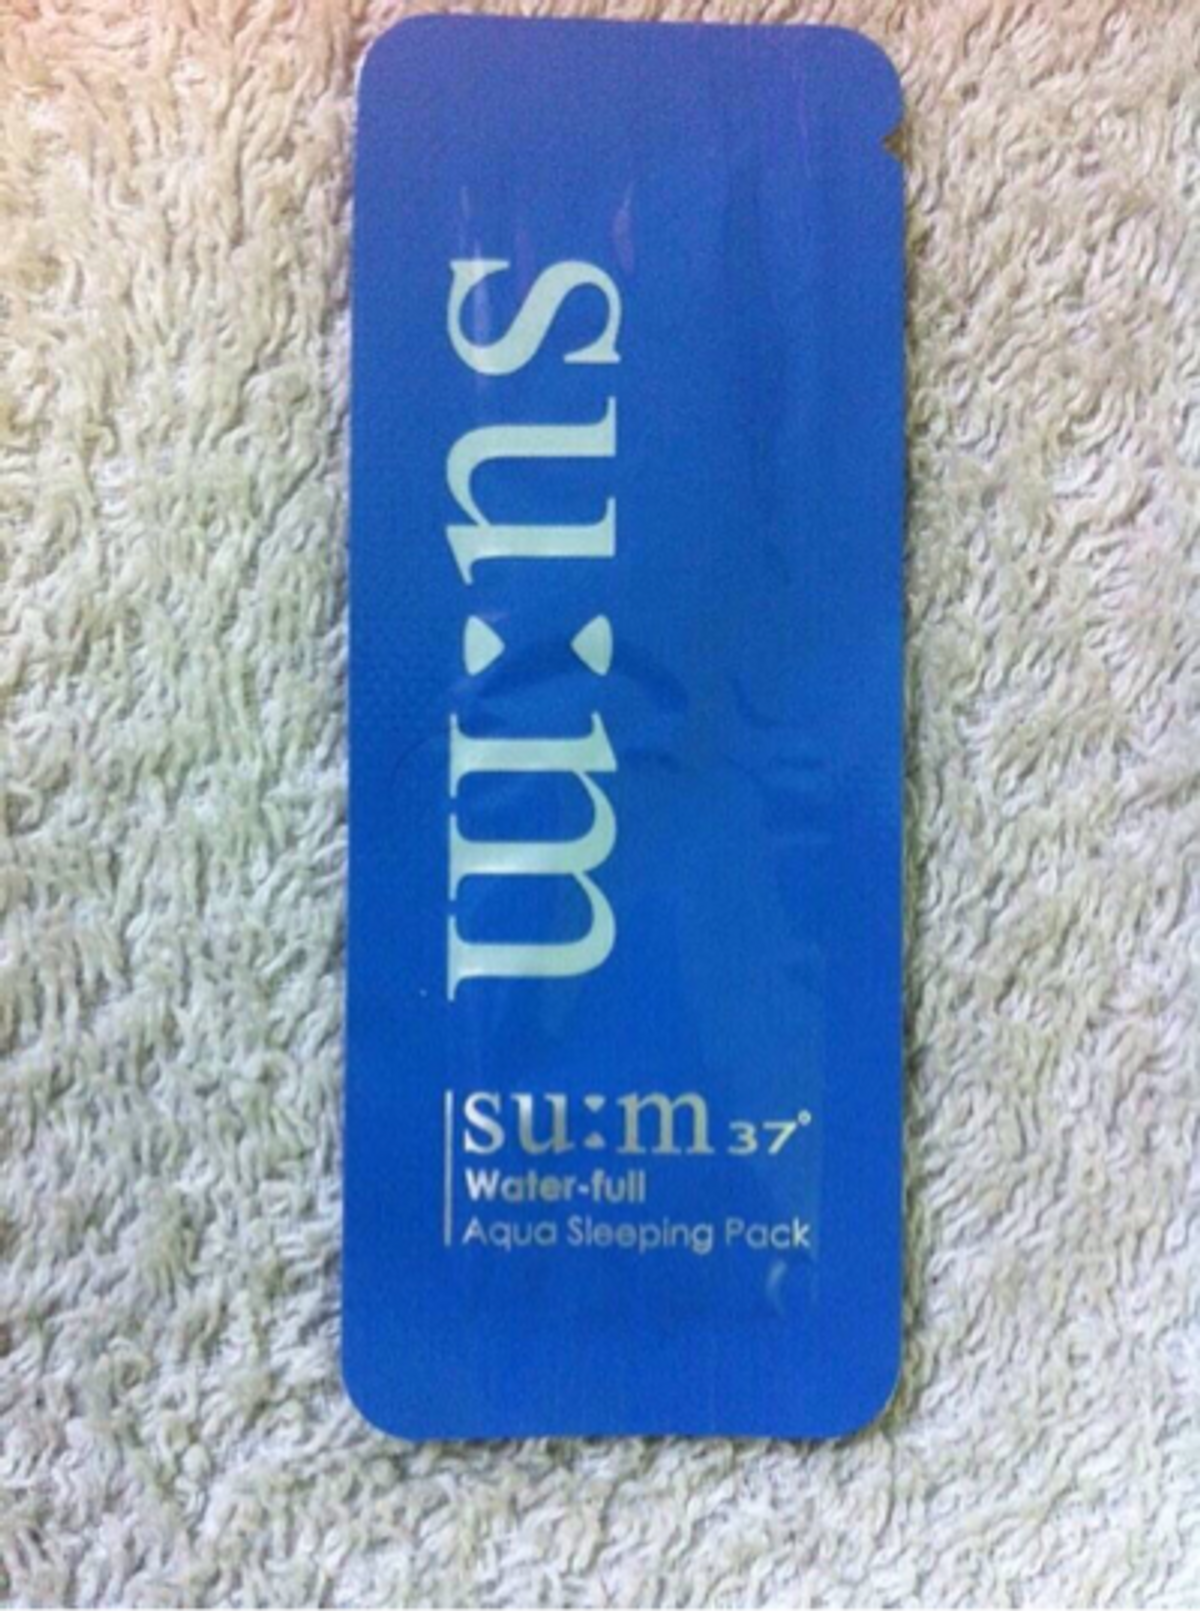 su:m
su:m 37°
Water-full
Aqua Sleeping Pack